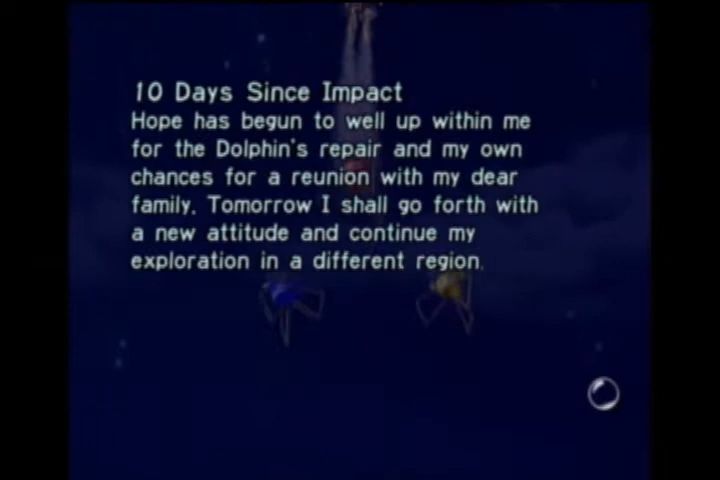 10 Days Since Impact
Hope has begun to well up within me
for the Dolphin's repair and my own
chances for a reunion with my dear
family. Tomorrow I shall go forth with
a new attitude and continue my
exploration in a different region.